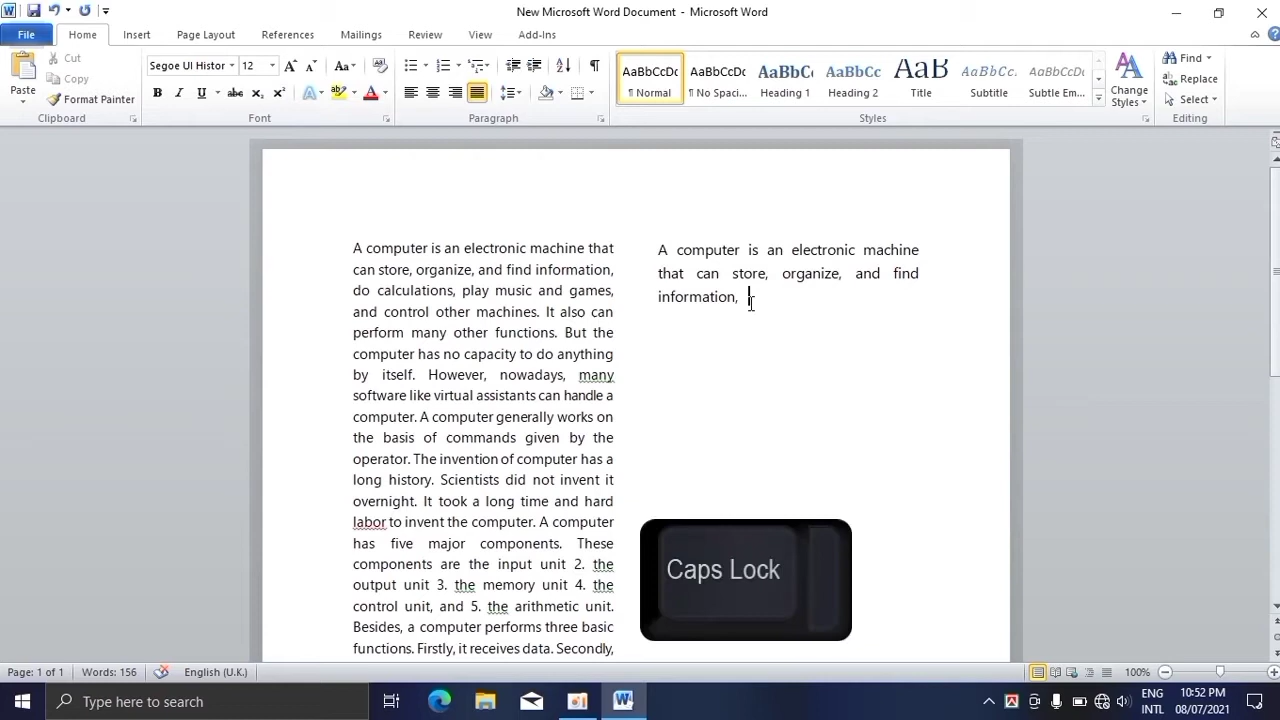 New Microsoft Word Document - Microsoft Word
File Home Insert Page Layout References Mailings Review View Add-Ins
Paste
Cut
Copy
Format Painter
Clipboard
Segoe UI Histor 12
Font
Paragraph
AaBbCcDc AaBbCcDc AaBbC AaBbCc AaB AaBbCc. AaBbCcDc
¶ Normal ¶ No Spaci... Heading 1 Heading 2 Title Subtitle Subtle Em...
Styles
Change
Styles
Find
Replace
Select
Editing
A computer is an electronic machine that
can store, organize, and find information,
do calculations, play music and games,
and control other machines. It also can
perform many other functions. But the
computer has no capacity to do anything
by itself. However, nowadays, many
software like virtual assistants can handle a
computer. A computer generally works on
the basis of commands given by the
operator. The invention of computer has a
long history. Scientists did not invent it
overnight. It took a long time and hard
labor to invent the computer. A computer
has five major components. These
components are the input unit 2. the
output unit 3. the memory unit 4. the
control unit, and 5. the arithmetic unit.
Besides, a computer performs three basic
functions. Firstly, it receives data. Secondly,
A computer is an electronic machine
that can store, organize, and find
information,
Caps Lock
Page: 1 of 1 Words: 156 English (U.K.) 100%
Type here to search
ENG
INTL
10:52 PM
08/07/2021